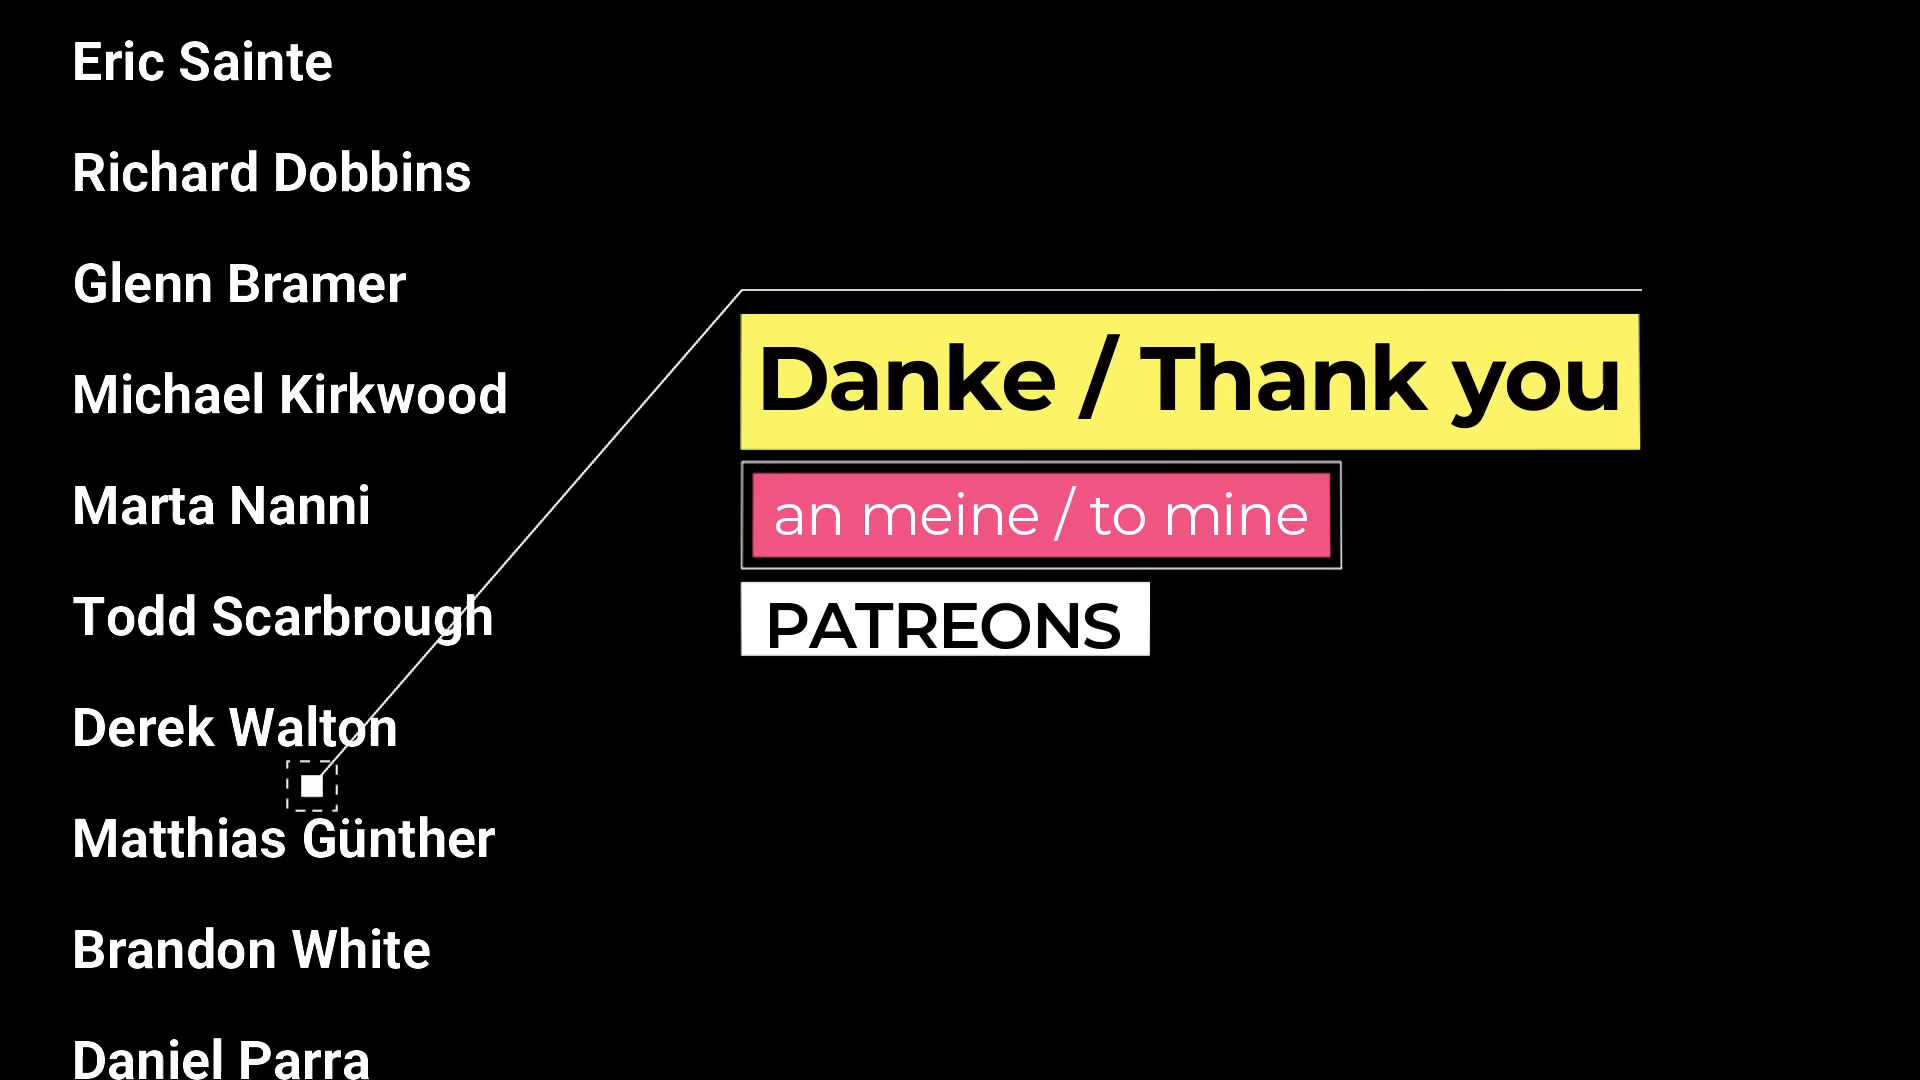 Eric Sainte
Richard Dobbins
Glenn Bramer
Michael Kirkwood
Marta Nanni
Todd Scarbrough
Derek Walton
Matthias Günther
Brandon White
Daniel Parra
Danke / Thank you
an meine / to mine
PATREONS